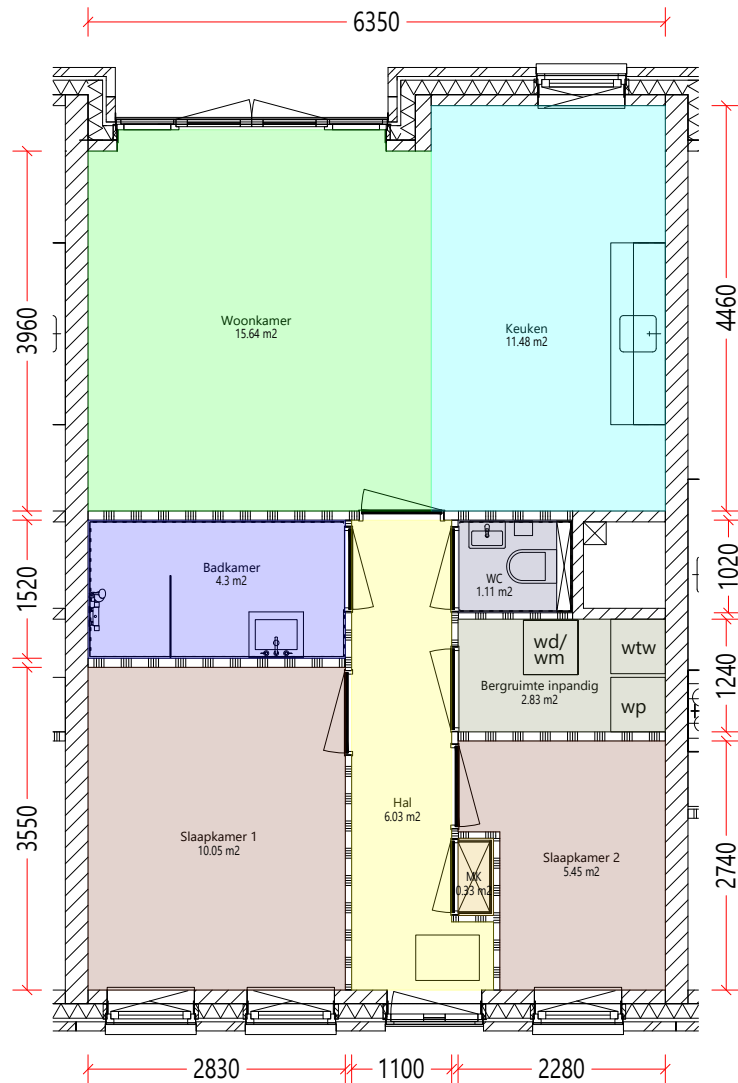 6350
3960
4460
Woonkamer
15.64 m2
Keuken
11.48 m2
1520
1020
Badkamer
4.3 m2
WC
1.11 m2
wd/
wm
wtw
Bergruimte inpandig
2.83 m2
wp
1240
3550
Hal
6.03 m2
Slaapkamer 1
10.05 m2
Slaapkamer 2
5.45 m2
MK
0.33 m2
2740
2830
1100
2280